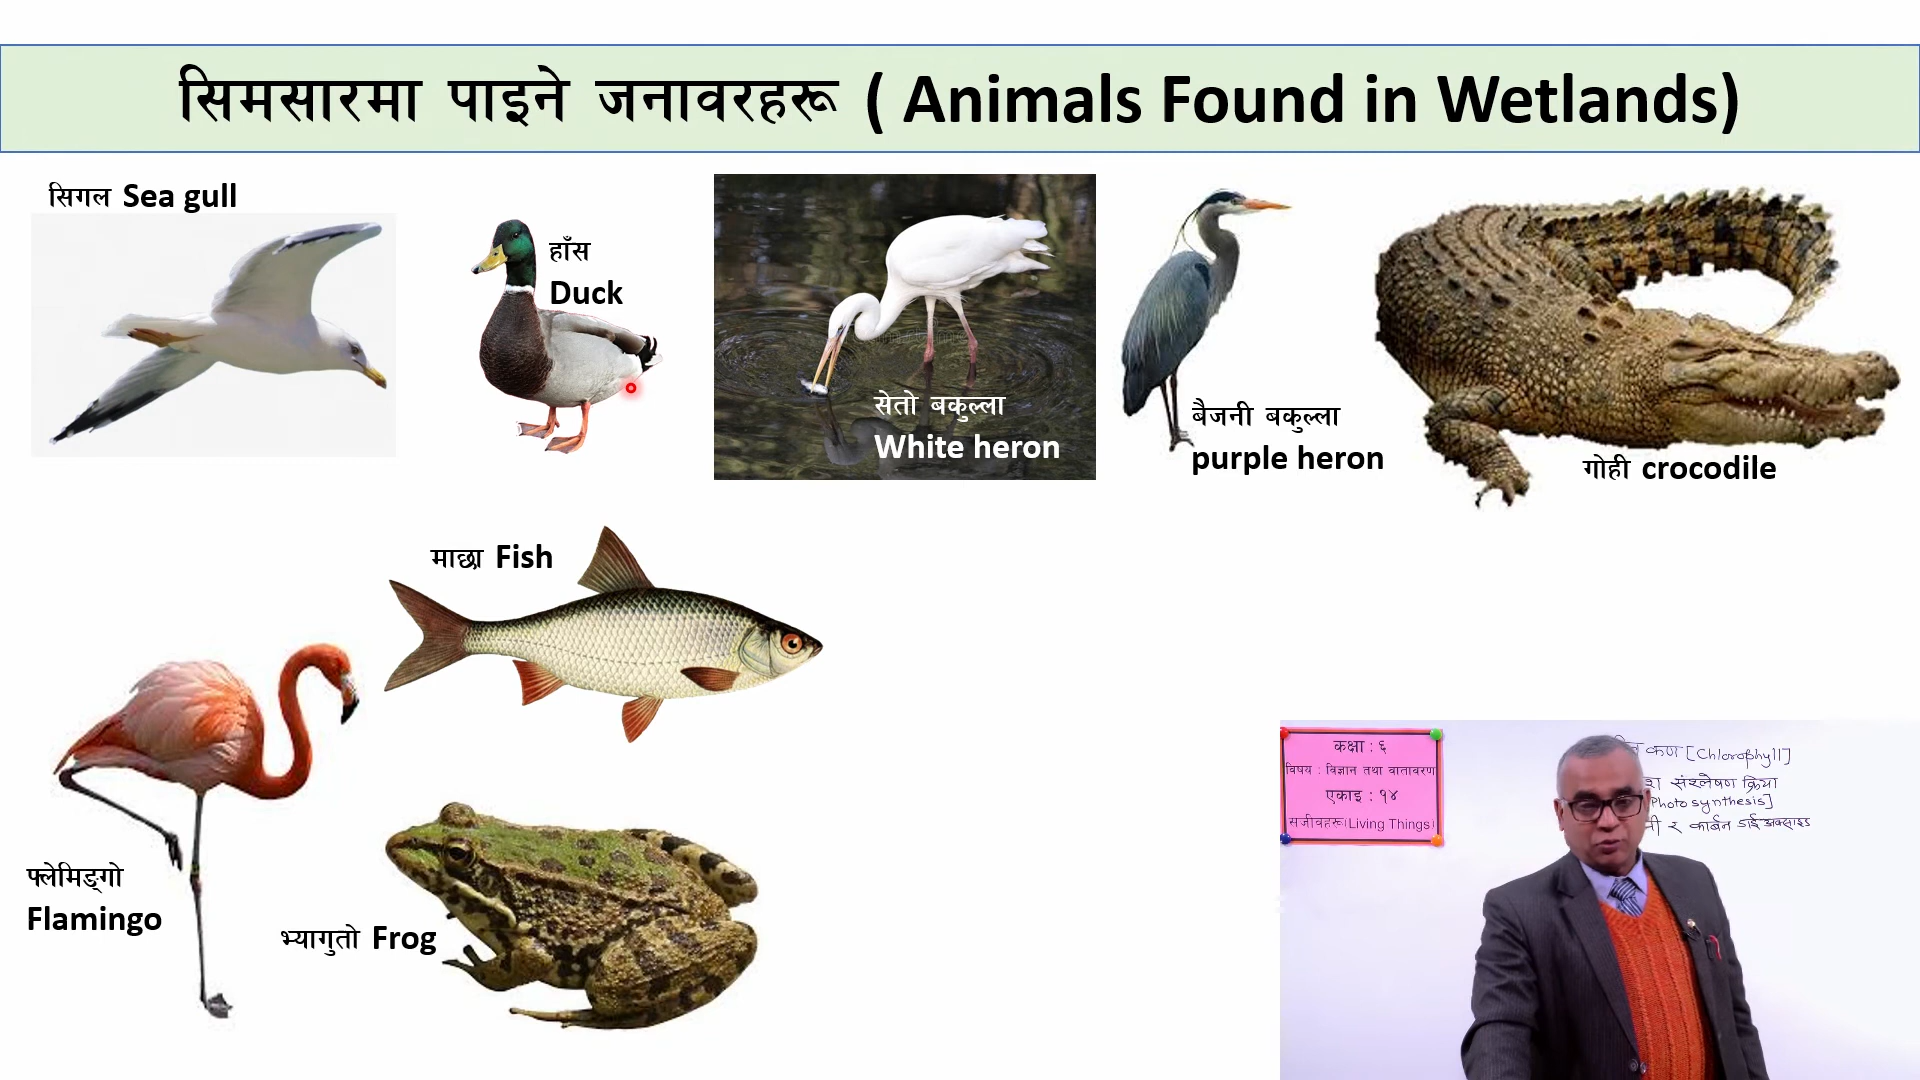 सिमसारमा पाइने जनावरहरू ( Animals Found in Wetlands)
सिगल Sea gull
हाँस
Duck
सेतो बकुल्ला
White heron
बैजनी बकुल्ला
purple heron
गोही crocodile
माछा Fish
फ्लेमिङ्गो
Flamingo
भ्यागुतो Frog
कक्षा : ६
विषय : विज्ञान तथा वातावरण
एकाइ : १४
सजीवहरू(Living Things)
कण [Chlorophyll]
संश्लेषण क्रिया
Photosynthesis]
र कार्बन डाईअक्साइड